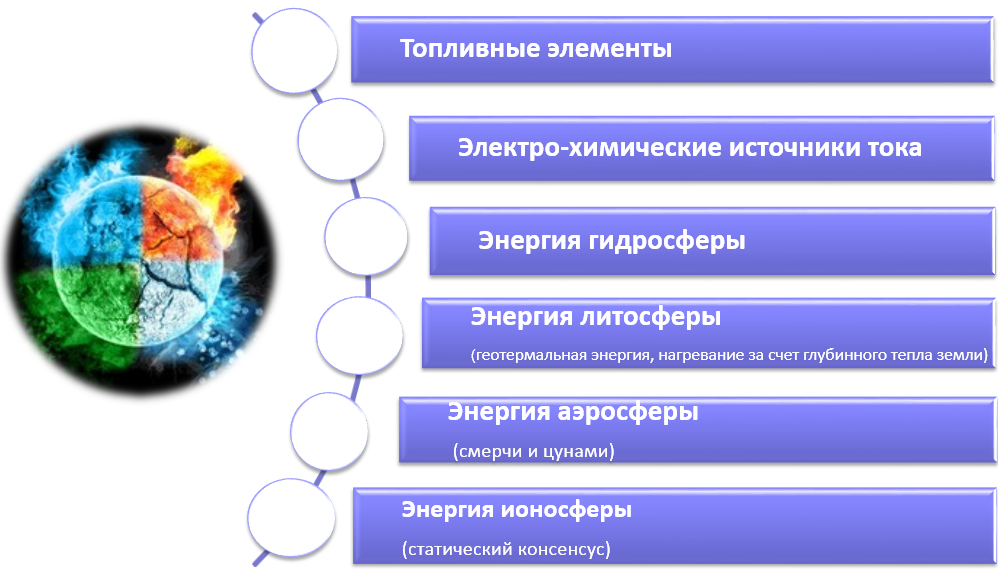 Топливные элементы
Электро-химические источники тока
Энергия гидросферы
Энергия литосферы
(геотермальная энергия, нагревание за счет глубинного тепла земли)
Энергия аэросферы
(смерчи и цунами)
Энергия ионосферы
(статический консенсус)